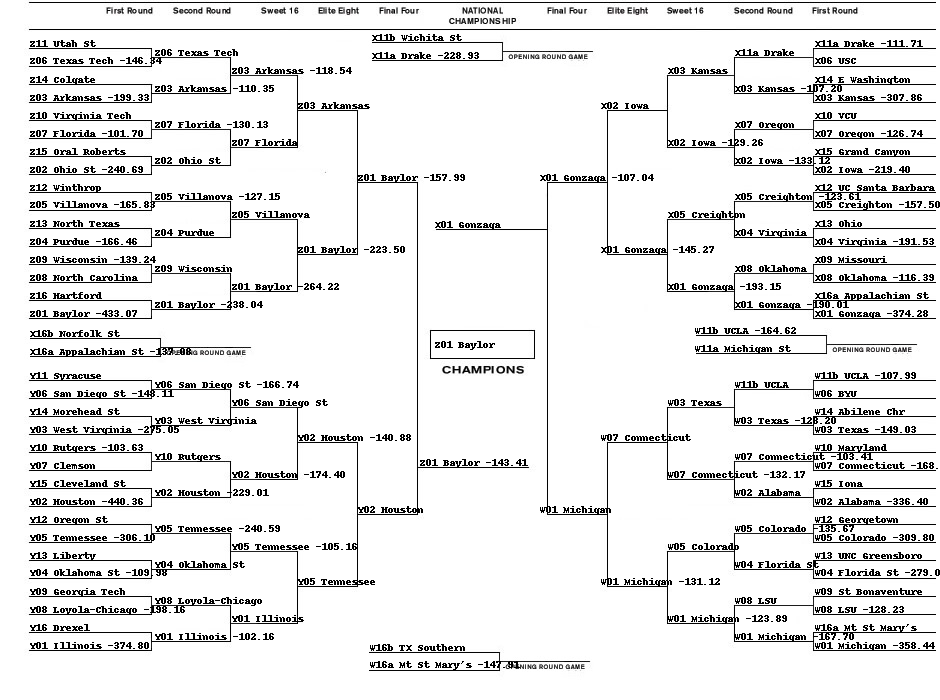 First Round Second Round Sweet 16 Elite Eight Final Four NATIONAL CHAMPIONSHIP Final Four Elite Eight Sweet 16 Second Round First Round
X11b Wichita St
X11a Drake -228.93
OPENING ROUND GAME
Z11 Utah St
Z06 Texas Tech -146.34
Z14 Colgate
Z03 Arkansas -199.33
Z10 Virginia Tech
Z07 Florida -101.70
Z15 Oral Roberts
Z02 Ohio St -240.69
Z12 Winthrop
Z05 Villanova -165.83
Z13 North Texas
Z04 Purdue -166.46
Z09 Wisconsin -139.24
Z08 North Carolina
Z16 Hartford
Z01 Baylor -433.07
Z06 Texas Tech
Z03 Arkansas -110.35
Z07 Florida -130.13
Z02 Ohio St
Z05 Villanova -127.15
Z04 Purdue
Z09 Wisconsin
Z01 Baylor -238.04
Z03 Arkansas -118.54
Z07 Florida
Z05 Villanova
Z01 Baylor -264.22
Z03 Arkansas
Z01 Baylor -223.50
Z01 Baylor -157.99
X16b Norfolk St
X16a Appalachian St -137.08
OPENING ROUND GAME
Y11 Syracuse
Y06 San Diego St -148.11
Y14 Morehead St
Y03 West Virginia -275.05
Y10 Rutgers -103.63
Y07 Clemson
Y15 Cleveland St
Y02 Houston -440.36
Y12 Oregon St
Y05 Tennessee -306.10
Y13 Liberty
Y04 Oklahoma St -109.98
Y09 Georgia Tech
Y08 Loyola-Chicago -198.16
Y16 Drexel
Y01 Illinois -374.80
Y06 San Diego St -166.74
Y03 West Virginia
Y10 Rutgers
Y02 Houston -229.01
Y05 Tennessee -240.59
Y04 Oklahoma St
Y08 Loyola-Chicago
Y01 Illinois -102.16
Y06 San Diego St
Y02 Houston -174.40
Y05 Tennessee -105.16
Y01 Illinois
Y02 Houston -140.88
Y05 Tennessee
Y02 Houston
X01 Gonzaga
Z01 Baylor
CHAMPIONS
Z01 Baylor -143.41
X01 Gonzaga -107.04
X02 Iowa
X01 Gonzaga -145.27
X03 Kansas
X02 Iowa -129.26
X05 Creighton
X01 Gonzaga -193.15
X11a Drake
X03 Kansas -107.20
X07 Oregon
X02 Iowa -133.12
X05 Creighton -123.61
X04 Virginia
X08 Oklahoma
X01 Gonzaga -190.01
X11a Drake -111.71
X06 USC
X14 E Washington
X03 Kansas -307.86
X10 VCU
X07 Oregon -126.74
X15 Grand Canyon
X02 Iowa -219.40
X12 UC Santa Barbara
X05 Creighton -157.50
X13 Ohio
X04 Virginia -191.53
X09 Missouri
X08 Oklahoma -116.39
X16a Appalachian St
X01 Gonzaga -374.28
W11b UCLA -164.62
W11a Michigan St
OPENING ROUND GAME
W01 Michigan
W07 Connecticut
W01 Michigan -131.12
W03 Texas
W07 Connecticut -132.17
W05 Colorado
W01 Michigan -123.89
W11b UCLA
W03 Texas -128.20
W07 Connecticut -103.41
W02 Alabama
W05 Colorado -135.67
W04 Florida St
W08 LSU
W01 Michigan -167.70
W11b UCLA -107.99
W06 BYU
W14 Abilene Chr
W03 Texas -149.03
W10 Maryland
W07 Connecticut -168.
W15 Iona
W02 Alabama -336.40
W12 Georgetown
W05 Colorado -309.80
W13 UNC Greensboro
W04 Florida St -279.0
W09 St Bonaventure
W08 LSU -128.23
W16a Mt St Mary's
W01 Michigan -358.44
W16b TX Southern
W16a Mt St Mary's -147.91
OPENING ROUND GAME